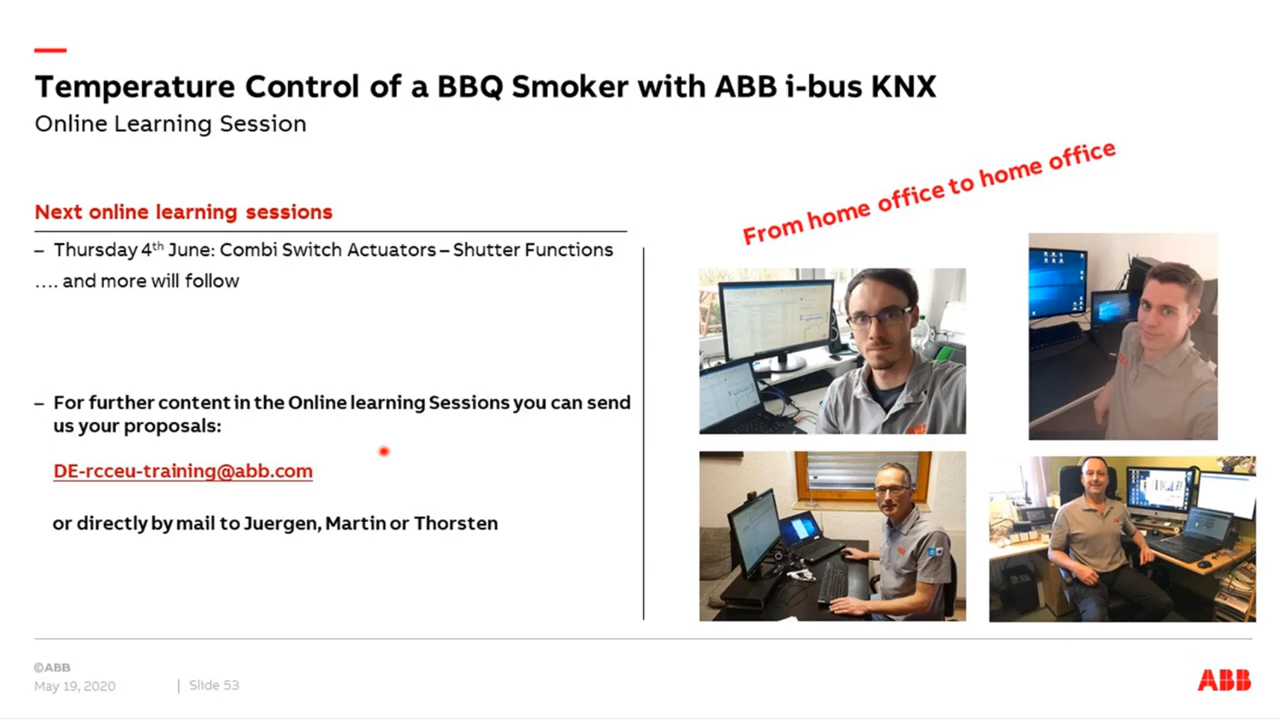 Temperature Control of a BBQ Smoker with ABB i-bus KNX
Online Learning Session
From home office to home office
Next online learning sessions
– Thursday 4th June: Combi Switch Actuators – Shutter Functions
.... and more will follow
– For further content in the Online learning Sessions you can send
us your proposals:
DE-rcceu-training@abb.com
or directly by mail to Juergen, Martin or Thorsten
©ABB
May 19, 2020 | Slide 53
ABB